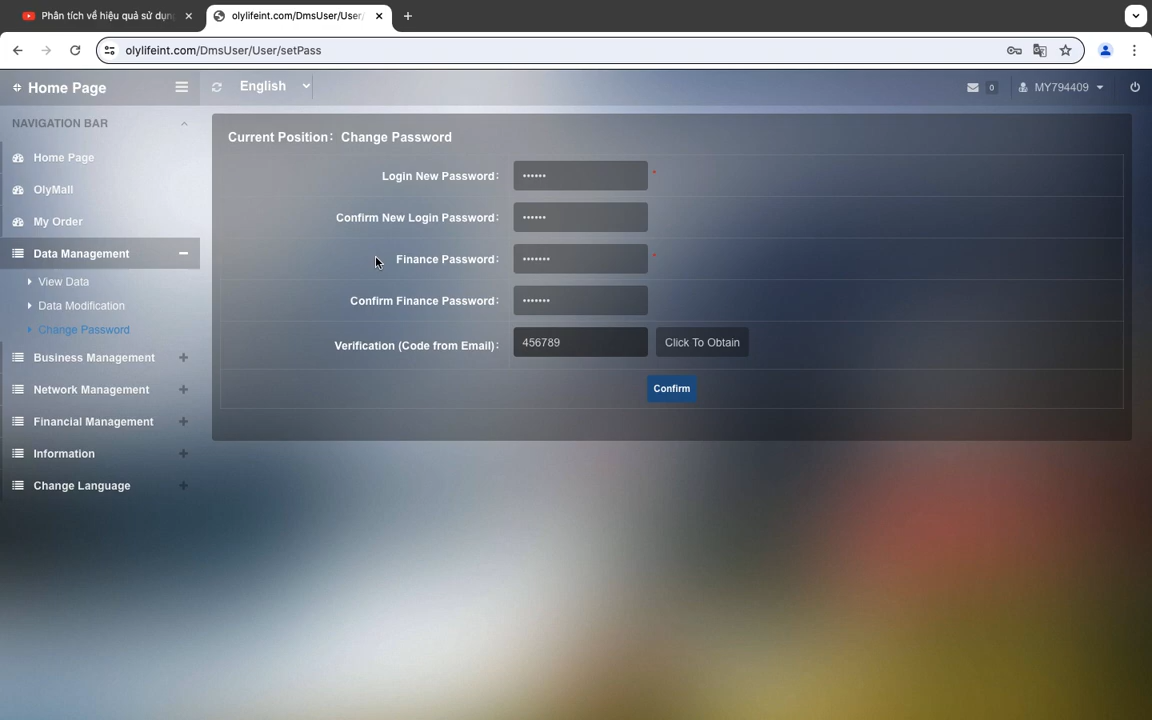 Phân tích về hiệu quả sử dụn
olylifeint.com/DmsUser/User/
olylifeint.com/DmsUser/User/setPass
Home Page
English
0
MY794409
NAVIGATION BAR
Home Page
OlyMall
My Order
Data Management
View Data
Data Modification
Change Password
Business Management
Network Management
Financial Management
Information
Change Language
Current Position: Change Password
Login New Password: •••••• *
Confirm New Login Password: ••••••
Finance Password: ••••••• *
Confirm Finance Password: •••••••
Verification (Code from Email): 456789 Click To Obtain
Confirm